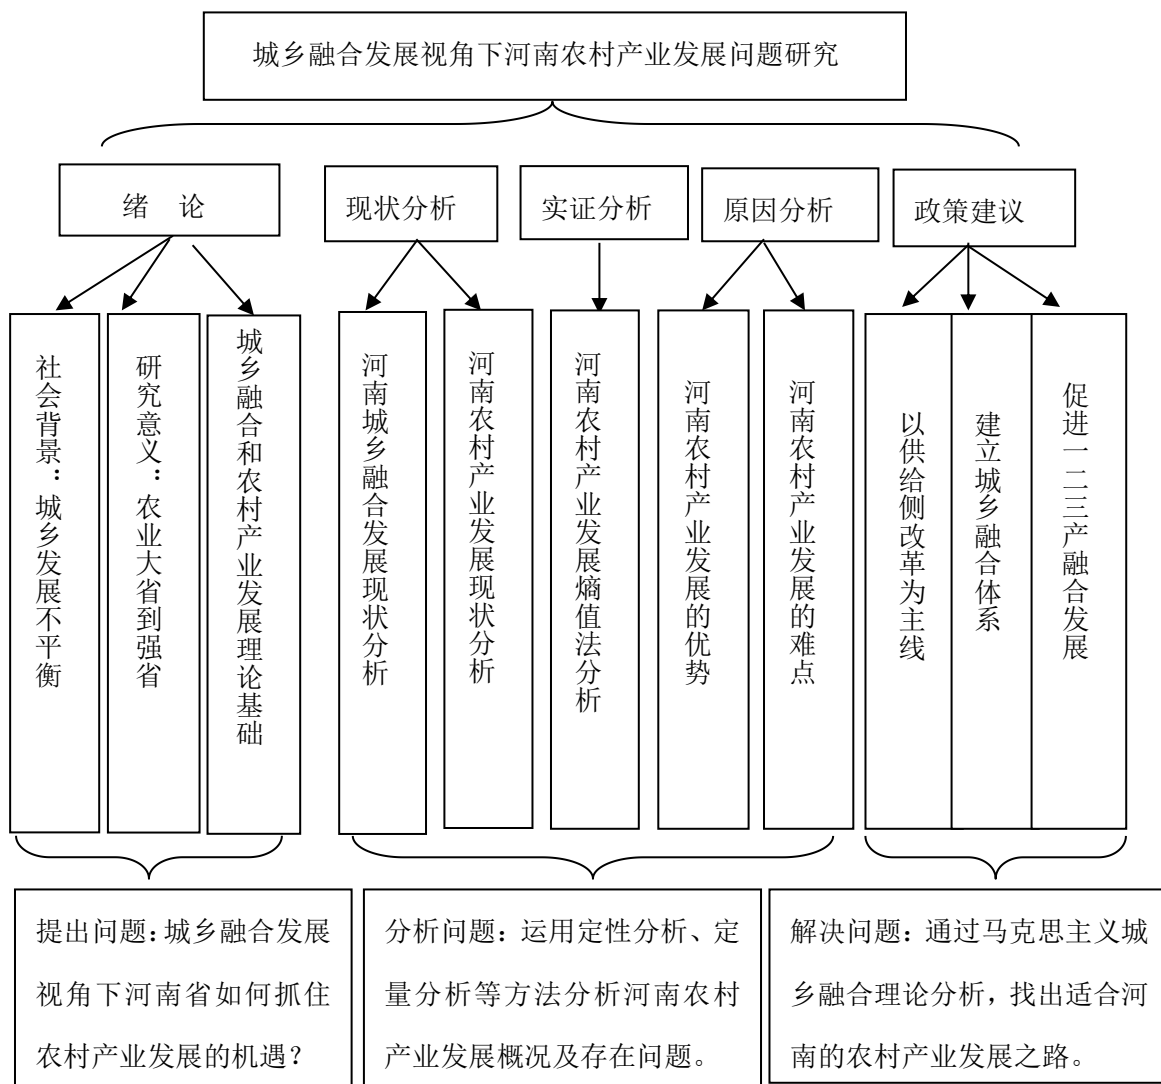 城乡融合发展视角下河南农村产业发展问题研究
绪 论
现状分析
实证分析
原因分析
政策建议
社会背景：城乡发展不平衡
研究意义：农业大省到强省
城乡融合和农村产业发展理论基础
河南城乡融合发展现状分析
河南农村产业发展现状分析
河南农村产业发展熵值法分析
河南农村产业发展的优势
河南农村产业发展的难点
以供给侧改革为主线
建立城乡融合体系
促进一二三产融合发展
提出问题：城乡融合发展
视角下河南省如何抓住
农村产业发展的机遇？
分析问题：运用定性分析、定
量分析等方法分析河南农村
产业发展概况及存在问题。
解决问题：通过马克思主义城
乡融合理论分析，找出适合河
南的农村产业发展之路。